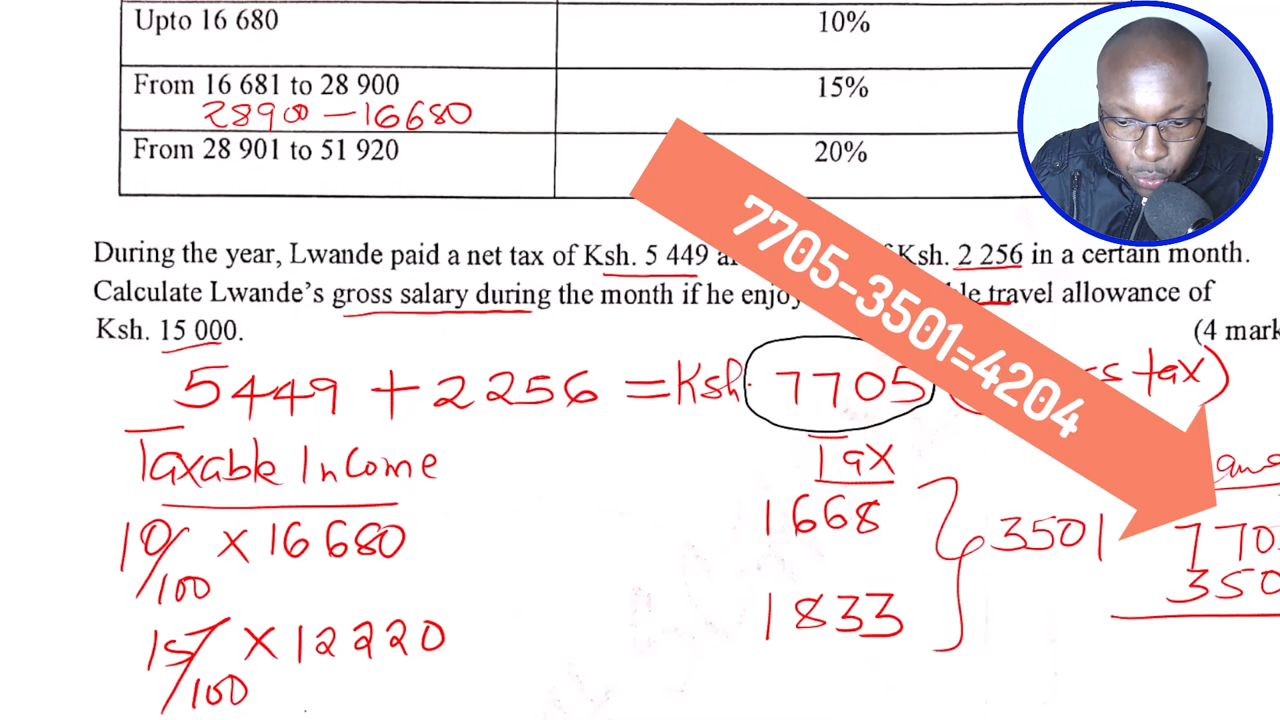 Upto 16 680 10%
From 16 681 to 28 900 15%
28900 – 16680
From 28 901 to 51 920 20%
During the year, Lwande paid a net tax of Ksh. 5 449 Ksh. 2 256 in a certain month.
Calculate Lwande's gross salary during the month if he travel allowance of
Ksh. 15 000. (4
7705-3501=4204
5449 + 2256 = Ksh. 7705 tax)
Taxable Income Tax
10/100 × 16680 1668
3501
15/100 × 12220 1833